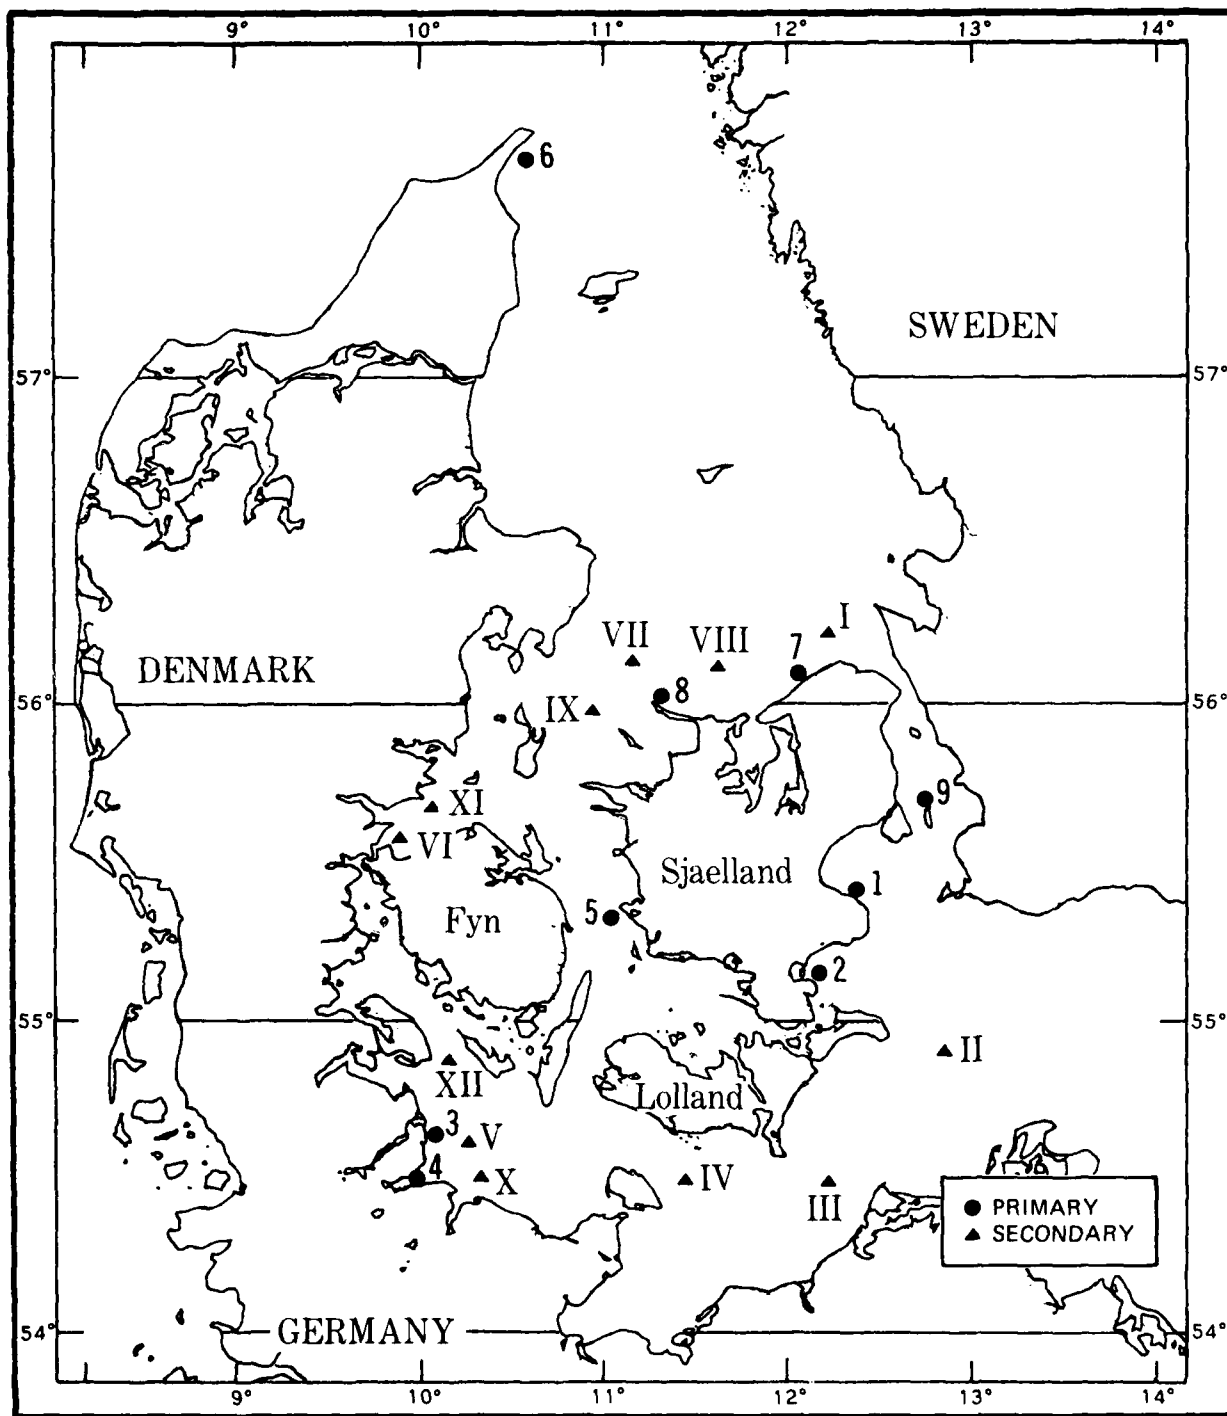 9° 10° 11° 12° 13° 14°
6
SWEDEN
57° 57°
I
VII VIII 7
DENMARK
8
56° 56°
IX
9
XI
VI
Sjaelland
1
5
Fyn
2
55° 55°
II
XII
Lolland
3
V
4
X
IV
III
PRIMARY
SECONDARY
54° GERMANY 54°
9° 10° 11° 12° 13° 14°